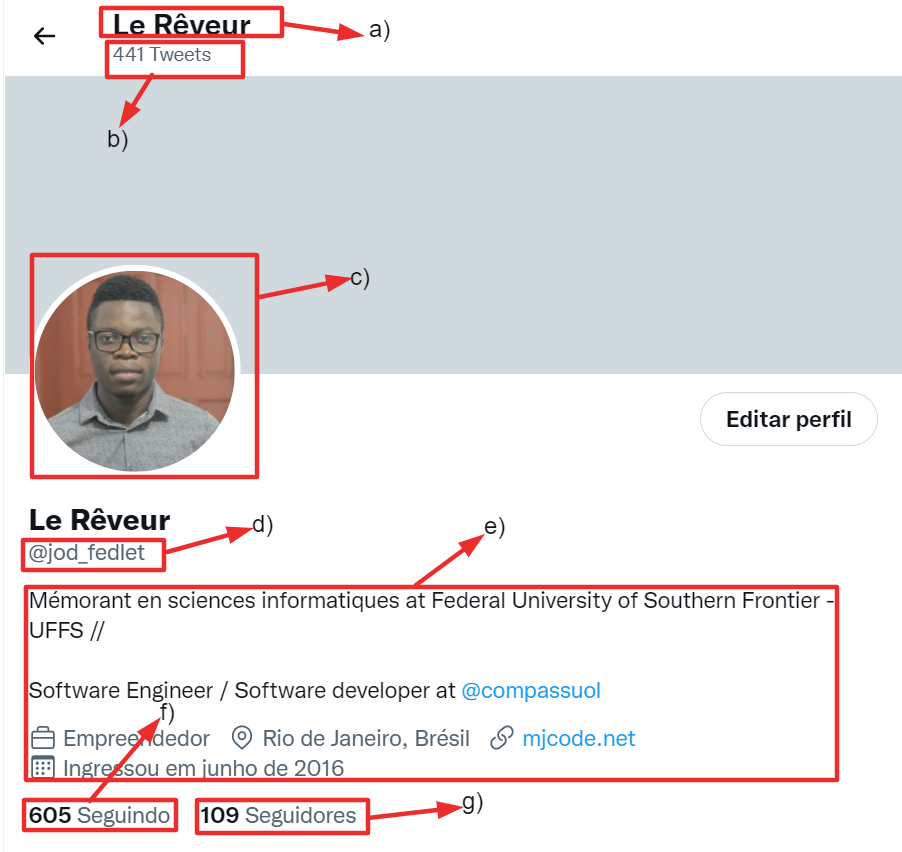 Le Rêveur
a)
441 Tweets
b)
c)
Editar perfil
Le Rêveur
d)
@jod_fedlet
e)
Mémorant en sciences informatiques at Federal University of Southern Frontier -
UFFS //
Software Engineer / Software developer at @compassuol
f)
Empreendedor Rio de Janeiro, Brésil mjcode.net
Ingressou em junho de 2016
605 Seguindo 109 Seguidores
g)